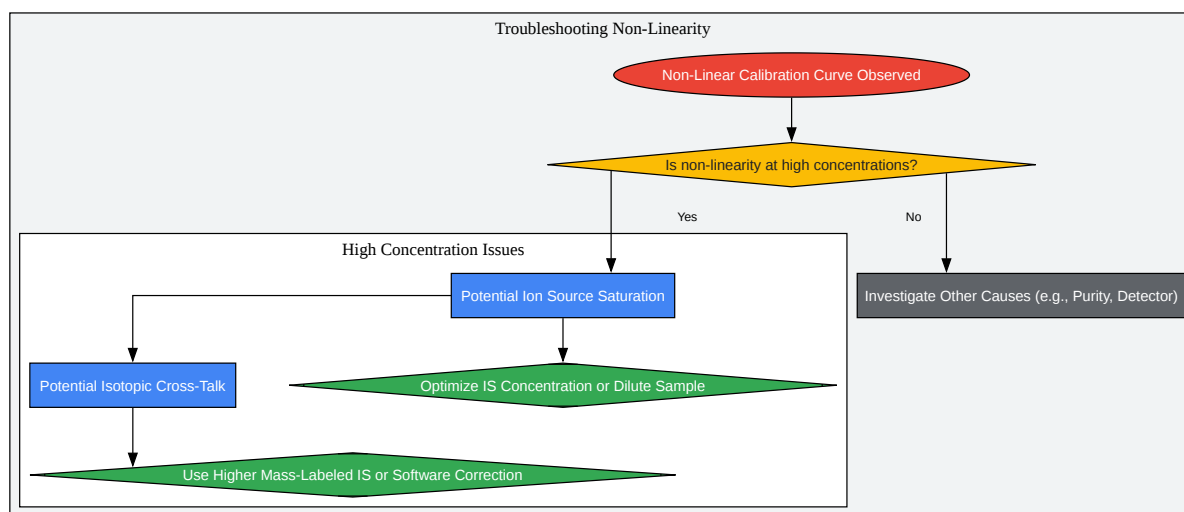 Troubleshooting Non-Linearity
Non-Linear Calibration Curve Observed
Is non-linearity at high concentrations?
Yes
No
High Concentration Issues
Potential Ion Source Saturation
Investigate Other Causes (e.g., Purity, Detector)
Potential Isotopic Cross-Talk
Optimize IS Concentration or Dilute Sample
Use Higher Mass-Labeled IS or Software Correction